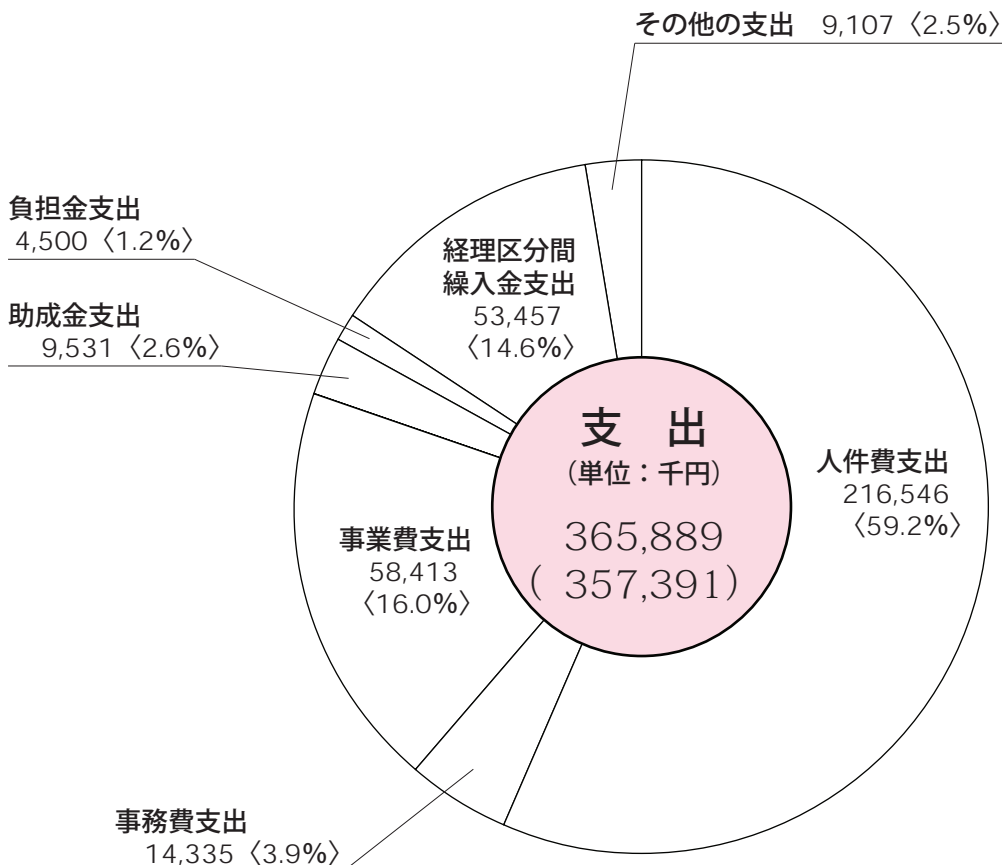 その他の支出 9,107〈2.5%〉
負担金支出
4,500〈1.2%〉
助成金支出
9,531〈2.6%〉
経理区分間
繰入金支出
53,457
〈14.6%〉
支 出
（単位：千円）
365,889
( 357,391)
人件費支出
216,546
〈59.2%〉
事業費支出
58,413
〈16.0%〉
事務費支出
14,335〈3.9%〉